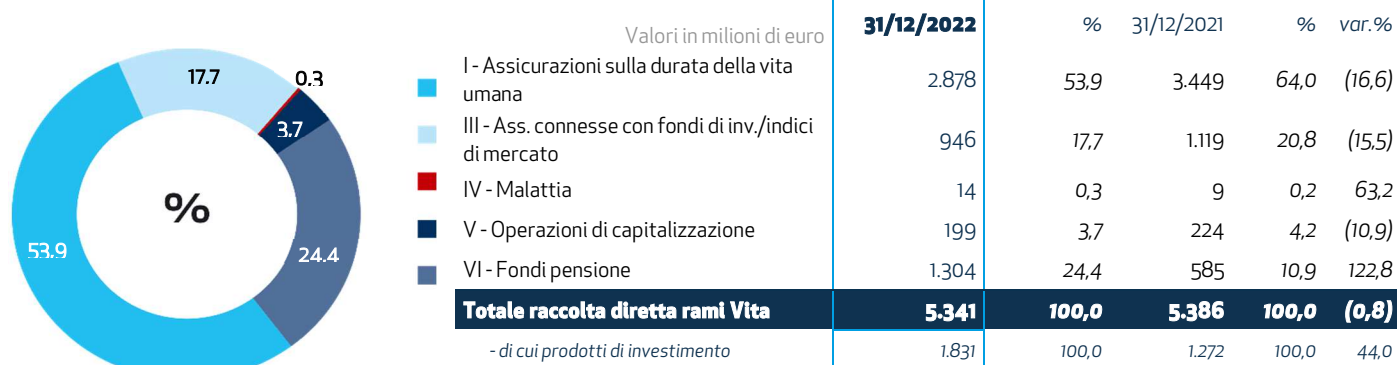 17.7
0.3
3.7
%
53.9
24.4
Valori in milioni di euro 31/12/2022 % 31/12/2021 % var.%
I - Assicurazioni sulla durata della vita
umana 2.878 53,9 3.449 64,0 (16,6)
III - Ass. connesse con fondi di inv./indici
di mercato 946 17,7 1.119 20,8 (15,5)
IV - Malattia 14 0,3 9 0,2 63,2
V - Operazioni di capitalizzazione 199 3,7 224 4,2 (10,9)
VI - Fondi pensione 1.304 24,4 585 10,9 122,8
Totale raccolta diretta rami Vita 5.341 100,0 5.386 100,0 (0,8)
- di cui prodotti di investimento 1.831 100,0 1.272 100,0 44,0